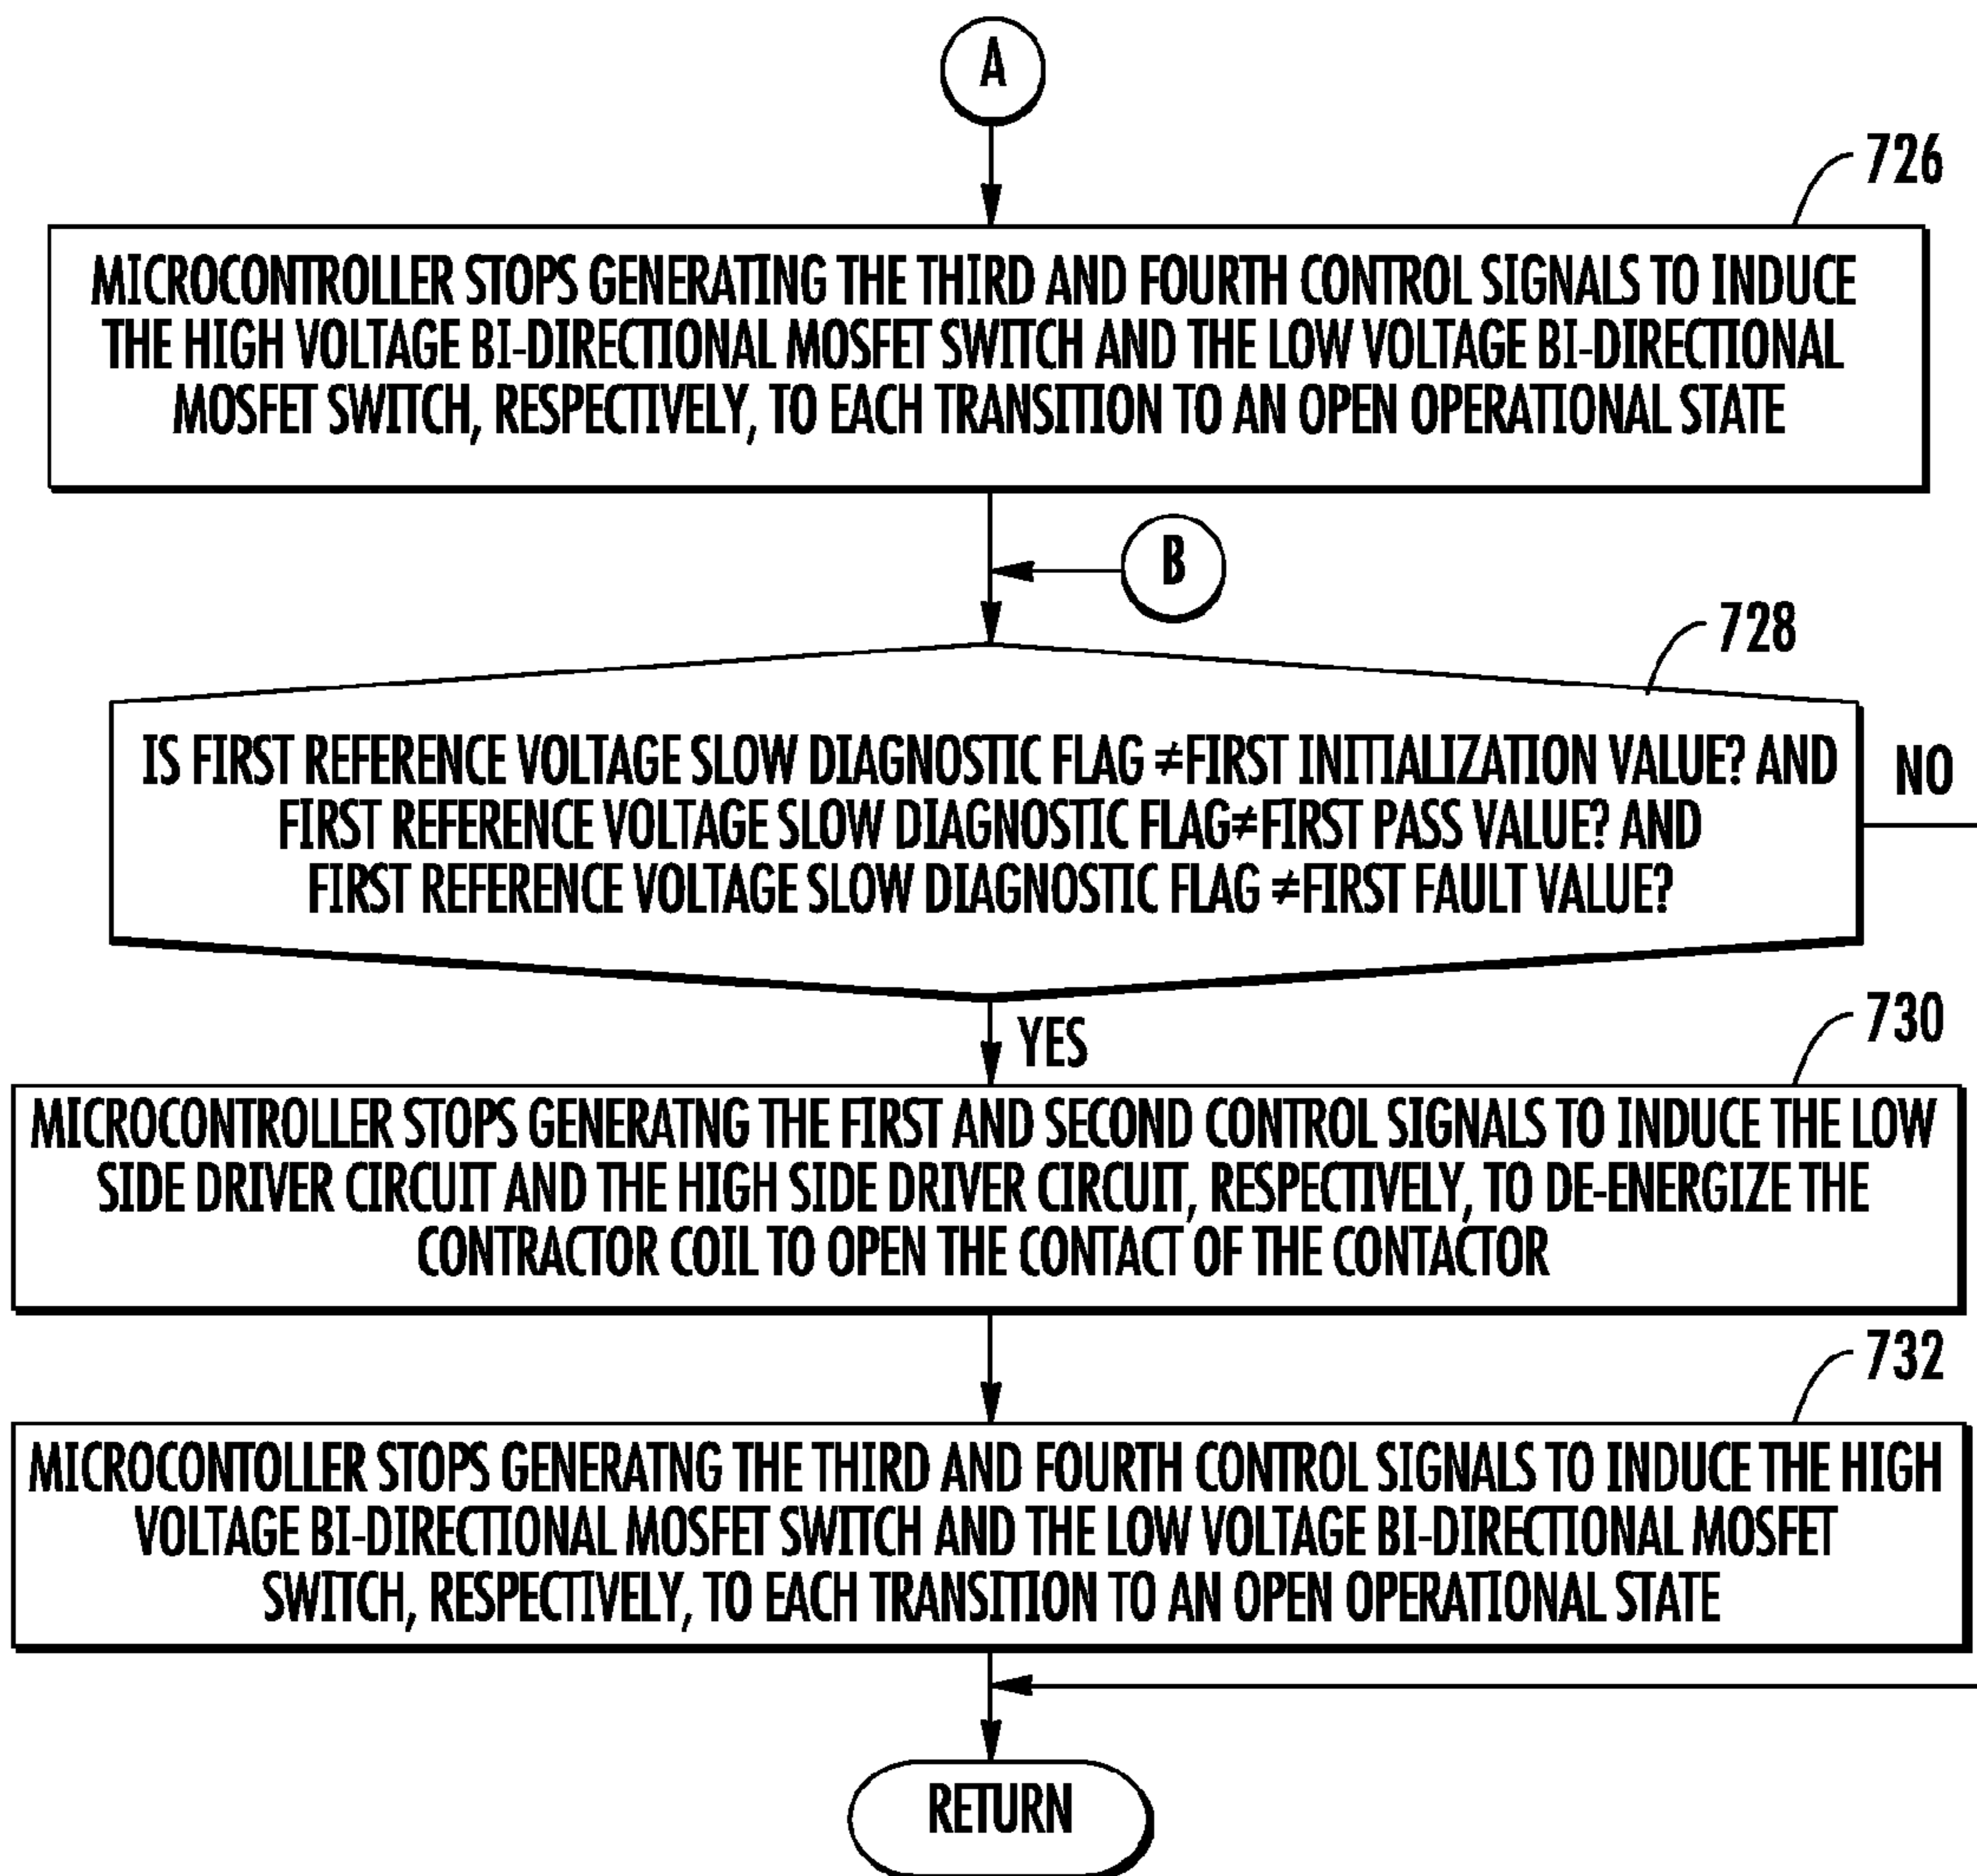 A
726
MICROCONTROLLER STOPS GENERATING THE THIRD AND FOURTH CONTROL SIGNALS TO INDUCE
THE HIGH VOLTAGE BI-DIRECTIONAL MOSFET SWITCH AND THE LOW VOLTAGE BI-DIRECTIONAL
MOSFET SWITCH, RESPECTIVELY, TO EACH TRANSITION TO AN OPEN OPERATIONAL STATE
B
728
IS FIRST REFERENCE VOLTAGE SLOW DIAGNOSTIC FLAG ≠FIRST INITIALIZATION VALUE? AND
FIRST REFERENCE VOLTAGE SLOW DIAGNOSTIC FLAG≠FIRST PASS VALUE? AND
FIRST REFERENCE VOLTAGE SLOW DIAGNOSTIC FLAG ≠FIRST FAULT VALUE?
NO
YES
730
MICROCONTROLLER STOPS GENERATNG THE FIRST AND SECOND CONTROL SIGNALS TO INDUCE THE LOW
SIDE DRIVER CIRCUIT AND THE HIGH SIDE DRIVER CIRCUIT, RESPECTIVELY, TO DE-ENERGIZE THE
CONTRACTOR COIL TO OPEN THE CONTACT OF THE CONTACTOR
732
MICROCONTOLLER STOPS GENERATNG THE THIRD AND FOURTH CONTROL SIGNALS TO INDUCE THE HIGH
VOLTAGE BI-DIRECTIONAL MOSFET SWITCH AND THE LOW VOLTAGE BI-DIRECTIONAL MOSFET
SWITCH, RESPECTIVELY, TO EACH TRANSITION TO AN OPEN OPERATIONAL STATE
RETURN